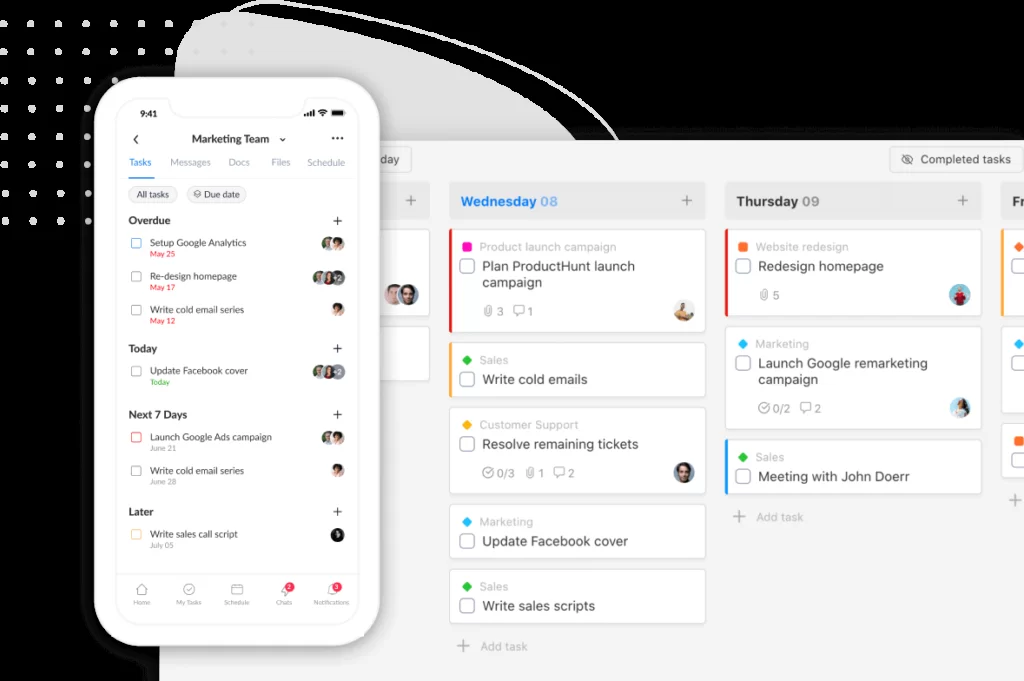 9:41
Marketing Team
Tasks Messages Docs Files Schedule
All tasks Due date
Overdue
Setup Google Analytics
May 25
Re-design homepage
May 17
+2
Write cold email series
May 12
Today
Update Facebook cover
Today
+2
Next 7 Days
Launch Google Ads campaign
June 21
Write cold email series
June 28
Later
Write sales call script
July 05
2 3
Home My Tasks Schedule Chats Notifications
day
Completed tasks
Wednesday 08
Product launch campaign
Plan ProductHunt launch
campaign
3 1
Sales
Write cold emails
Customer Support
Resolve remaining tickets
0/3 1 2
Marketing
Update Facebook cover
Sales
Write sales scripts
+ Add task
Thursday 09
Website redesign
Redesign homepage
5
Marketing
Launch Google remarketing
campaign
0/2 2
Sales
Meeting with John Doerr
+ Add task
Fr